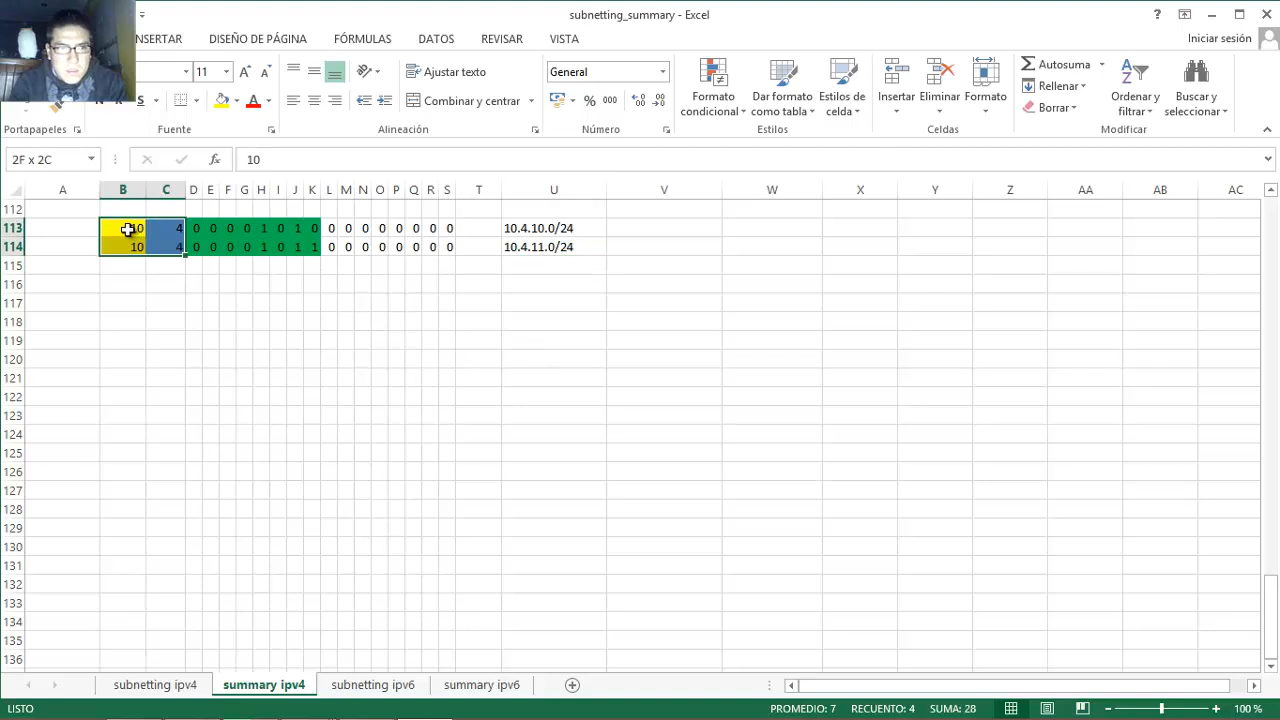 subnetting_summary - Excel
Iniciar sesión
INSERTAR DISEÑO DE PÁGINA FÓRMULAS DATOS REVISAR VISTA
11 A A Ajustar texto General Autosuma
S A Combinar y centrar % 000 Rellenar
Formato condicional Dar formato como tabla Estilos de celda Insertar Eliminar Formato Borrar Ordenar y filtrar Buscar y seleccionar
Portapapeles Fuente Alineación Número Estilos Celdas Modificar
2F x 2C fx 10
A B C D E F G H I J K L M N O P Q R S T U V W X Y Z AA AB AC
112
113 10 4 0 0 0 0 1 0 1 0 0 0 0 0 0 0 0 0 10.4.10.0/24
114 10 4 0 0 0 0 1 0 1 1 0 0 0 0 0 0 0 0 10.4.11.0/24
115
116
117
118
119
120
121
122
123
124
125
126
127
128
129
130
131
132
133
134
135
136
subnetting ipv4 summary ipv4 subnetting ipv6 summary ipv6
LISTO PROMEDIO: 7 RECUENTO: 4 SUMA: 28 100 %